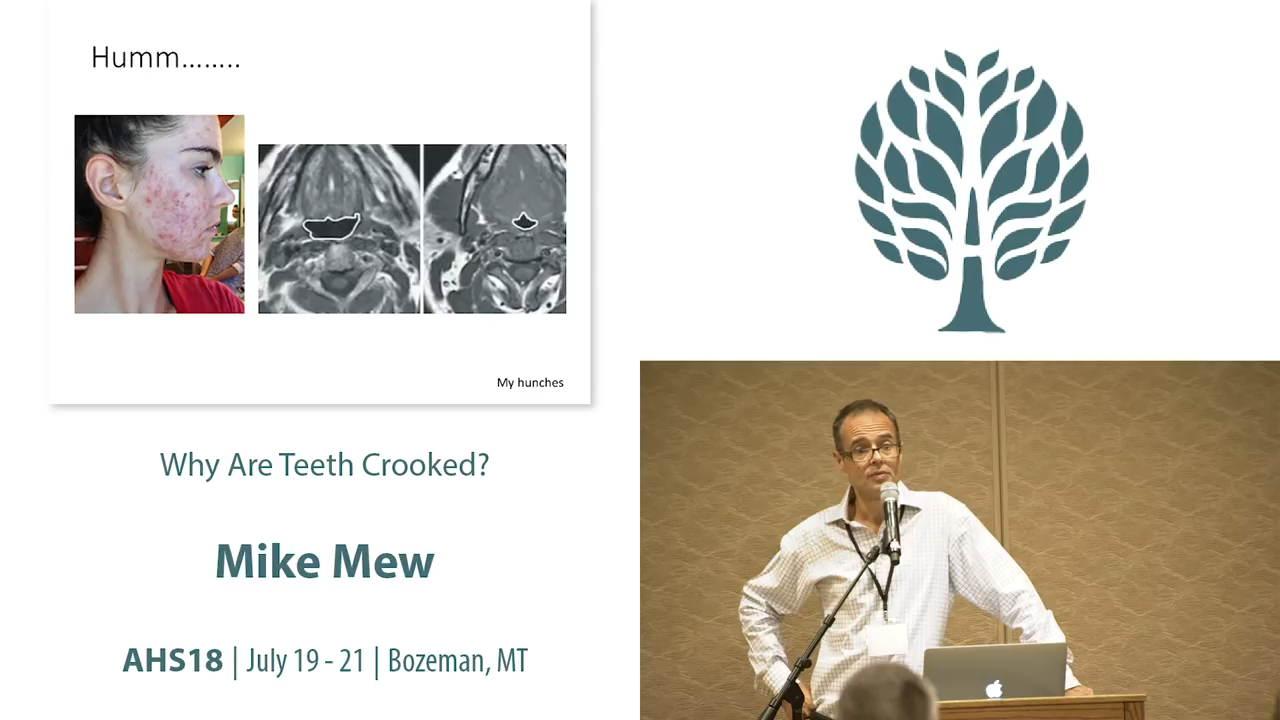 Humm........
My hunches
Why Are Teeth Crooked?
Mike Mew
AHS18 | July 19 - 21 | Bozeman, MT